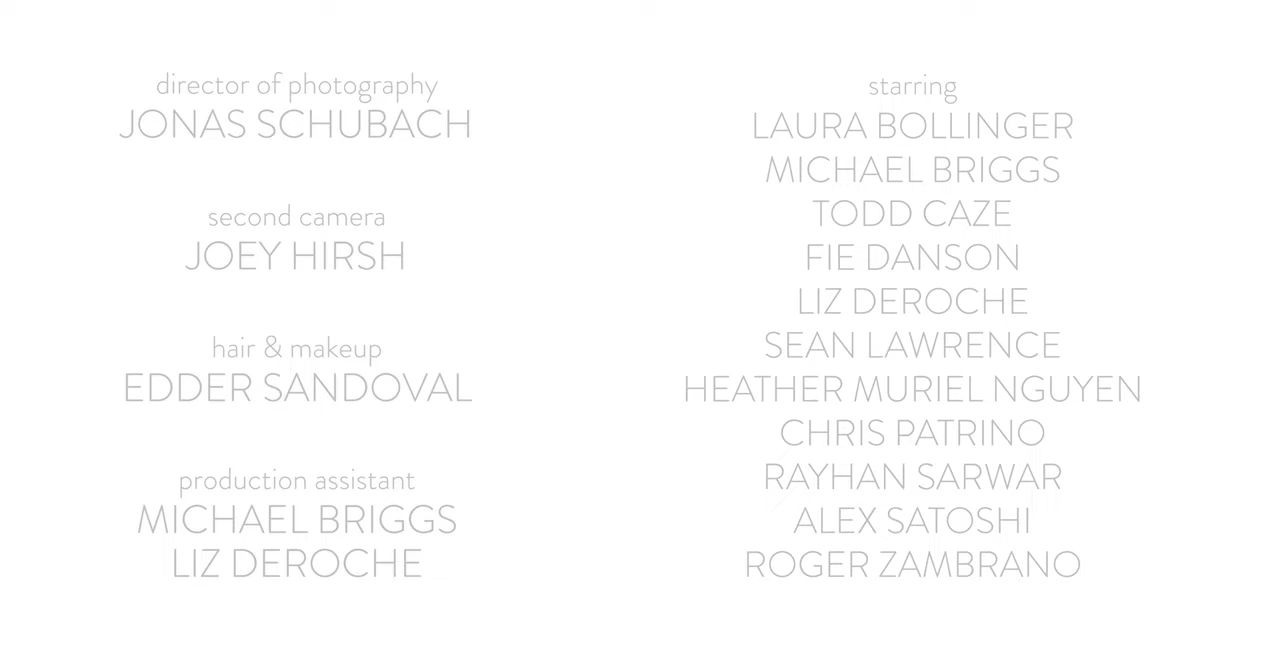 director of photography
JONAS SCHUBACH
second camera
JOEY HIRSH
hair & makeup
EDDER SANDOVAL
production assistant
MICHAEL BRIGGS
LIZ DEROCHE
starring
LAURA BOLLINGER
MICHAEL BRIGGS
TODD CAZE
FIE DANSON
LIZ DEROCHE
SEAN LAWRENCE
HEATHER MURIEL NGUYEN
CHRIS PATRINO
RAYHAN SARWAR
ALEX SATOSHI
ROGER ZAMBRANO